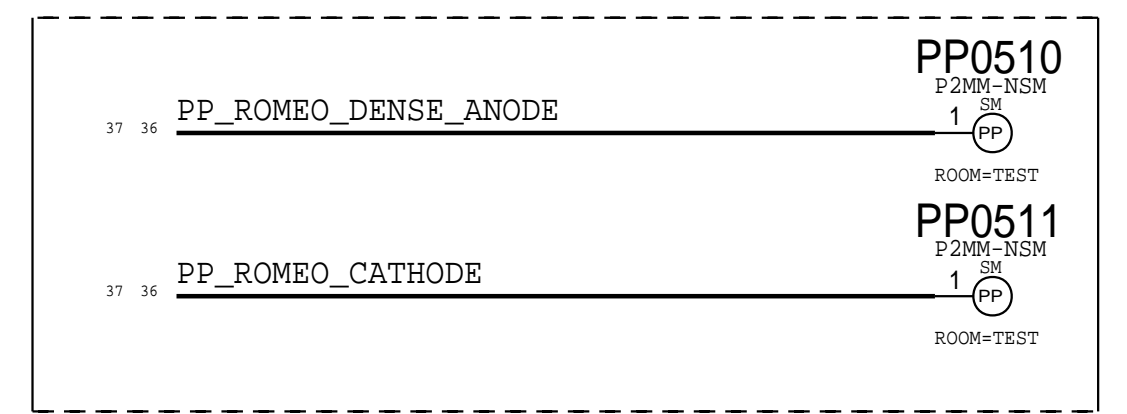 PP0510
P2MM-NSM
SM
PP_ROMEO_DENSE_ANODE
1
37 36
PP
ROOM=TEST
PP0511
P2MM-NSM
SM
PP_ROMEO_CATHODE
1
37 36
PP
ROOM=TEST